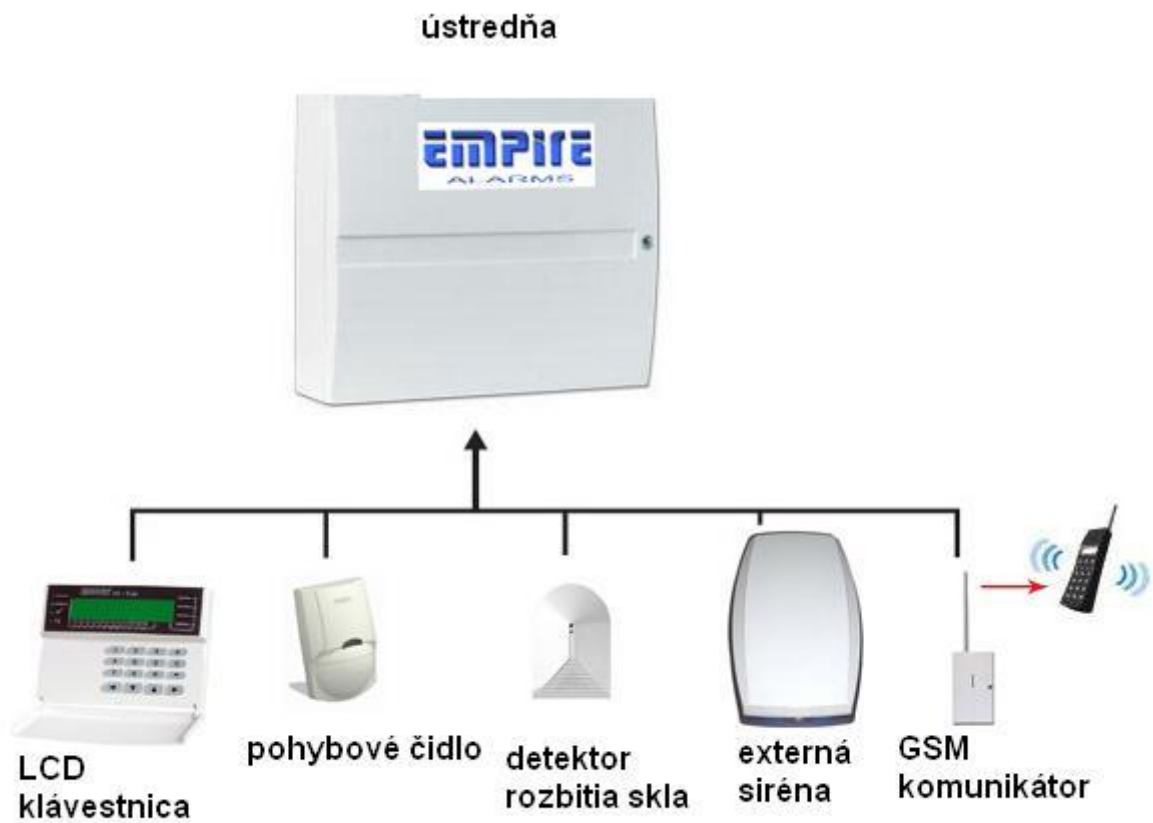 ústredňa
EMPIRE
ALARMS
LCD
klávestnica
pohybové čidlo
detektor
rozbitia skla
externá
siréna
GSM
komunikátor